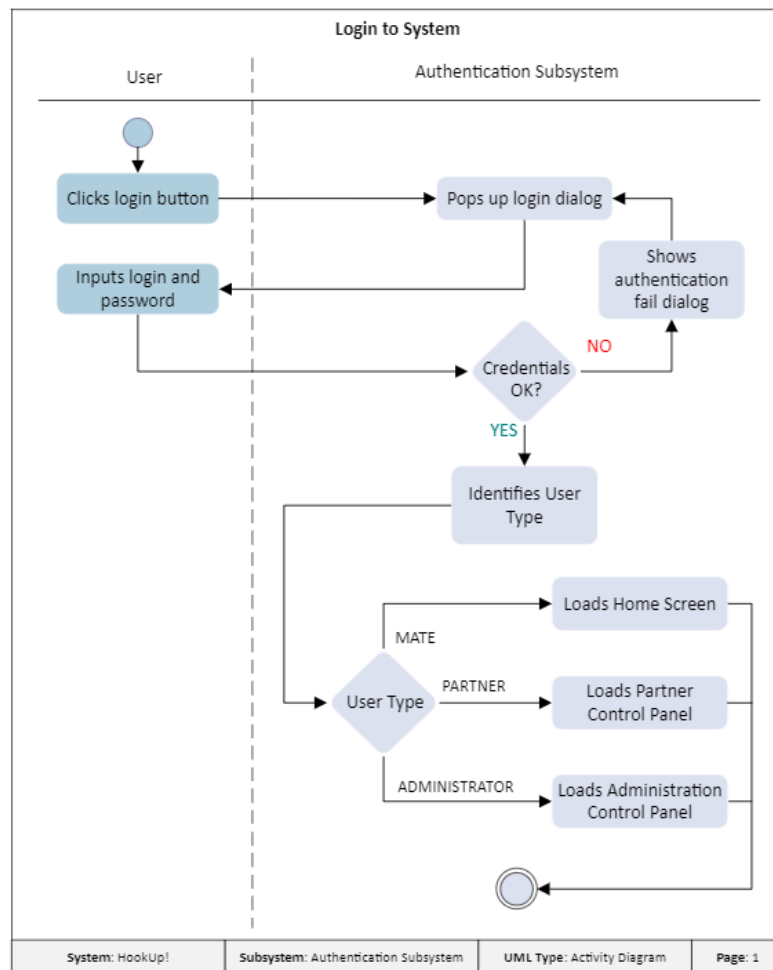 Login to System
User
Authentication Subsystem
Clicks login button
Pops up login dialog
Inputs login and
password
Shows
authentication
fail dialog
Credentials
OK?
NO
YES
Identifies User
Type
Loads Home Screen
MATE
User Type
PARTNER
Loads Partner
Control Panel
ADMINISTRATOR
Loads Administration
Control Panel
System: HookUp!
Subsystem: Authentication Subsystem
UML Type: Activity Diagram
Page: 1